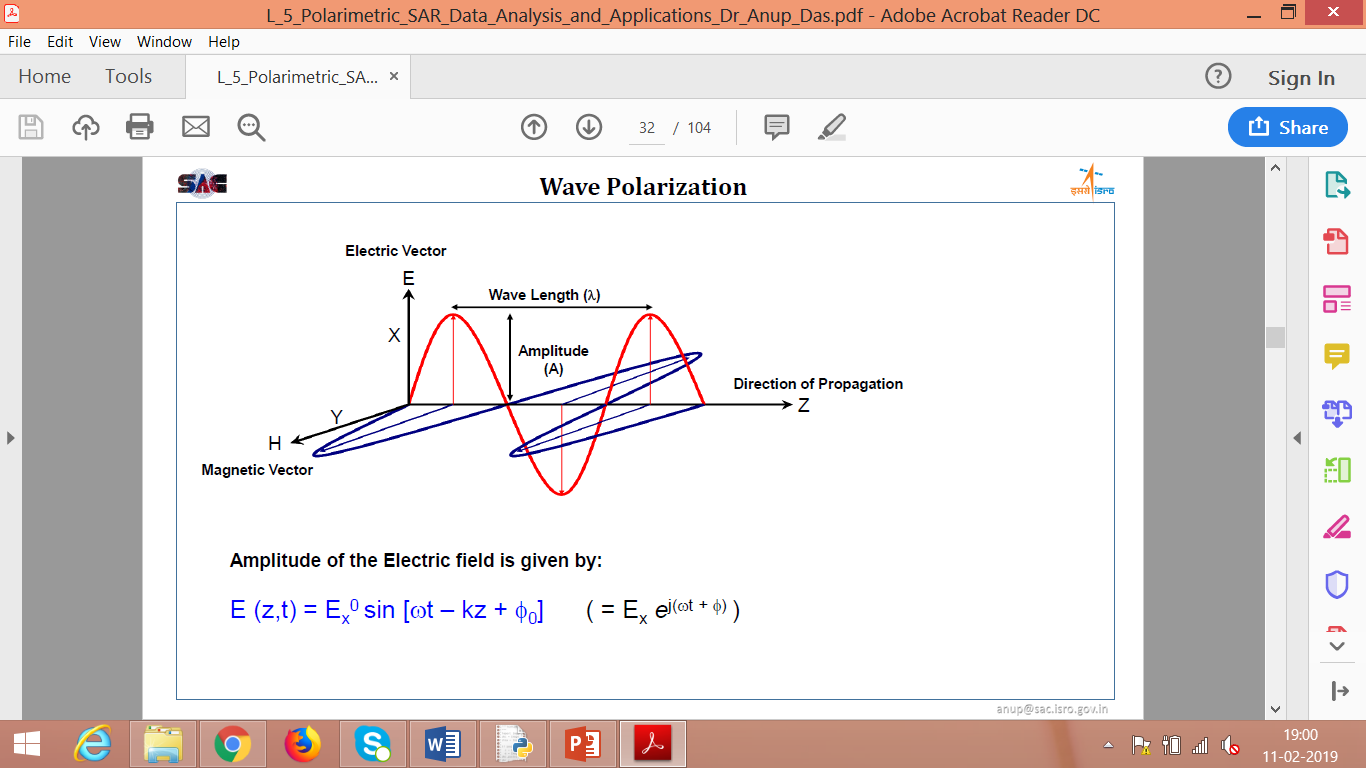 L_5_Polarimetric_SAR_Data_Analysis_and_Applications_Dr_Anup_Das.pdf - Adobe Acrobat Reader DC
File Edit View Window Help
Home Tools L_5_Polarimetric_SA... × Sign In
32 / 104 Share
SAC Wave Polarization इसरो isro
Electric Vector
E
Wave Length (λ)
X
Amplitude
(A)
Direction of Propagation
Z
Y
H
Magnetic Vector
Amplitude of the Electric field is given by:
E (z,t) = Eₓ⁰ sin [ωt – kz + ϕ₀] ( = Eₓ e^j(ωt + ϕ) )
anup@sac.isro.gov.in
19:00
11-02-2019